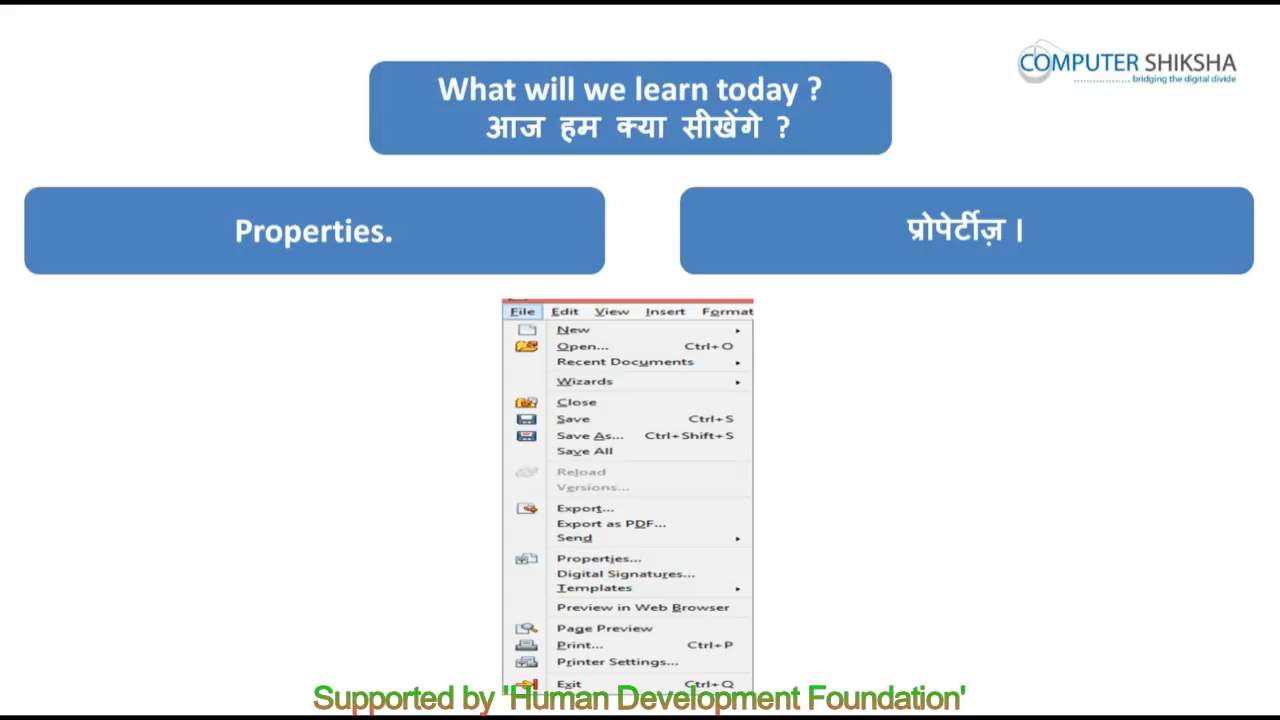 COMPUTER SHIKSHA
bridging the digital divide
What will we learn today ?
आज हम क्या सीखेंगे ?
Properties.
प्रोपेर्टीज़ ।
File Edit View Insert Format
New
Open... Ctrl+O
Recent Documents
Wizards
Close
Save Ctrl+S
Save As... Ctrl+Shift+S
Save All
Reload
Versions...
Export...
Export as PDF...
Send
Properties...
Digital Signatures...
Templates
Preview in Web Browser
Page Preview
Print... Ctrl+P
Printer Settings...
Exit Ctrl+Q
Supported by 'Human Development Foundation'